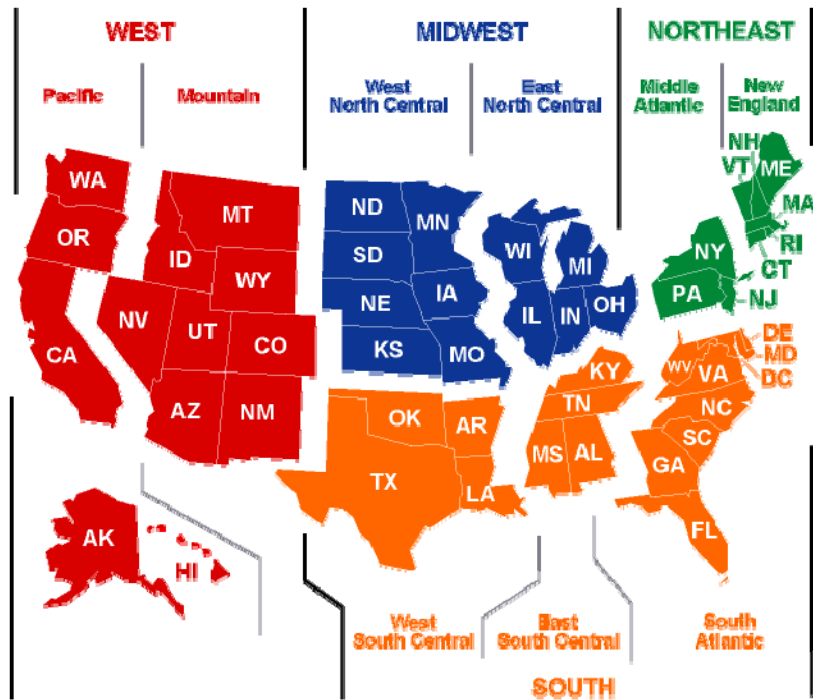 WEST
MIDWEST
NORTHEAST
Pacific
Mountain
West
North Central
East
North Central
Middle
Atlantic
New
England
WA
OR
CA
MT
ID
WY
NV
UT
CO
AZ
NM
AK
HI
ND
SD
NE
KS
MN
IA
MO
WI
MI
IL
IN
OH
NH
VT
ME
MA
RI
CT
NY
PA
NJ
OK
AR
TX
LA
KY
TN
MS
AL
DE
MD
DC
WV
VA
NC
SC
GA
FL
West
South Central
East
South Central
South
Atlantic
SOUTH